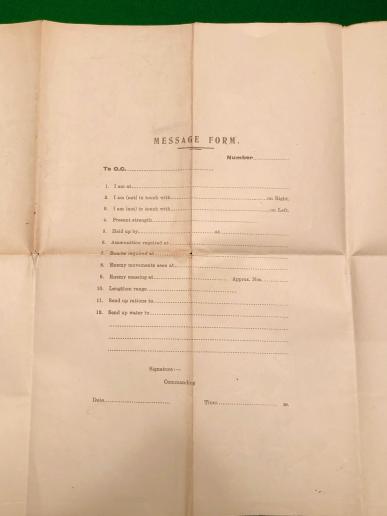 MESSAGE FORM.
Number
To O.C.
1. I am at
2. I am (not) in touch with on Right.
3. I am (not) in touch with on Left.
4. Present strength
5. Held up by at
6. Ammunition required at
7. Bombs required at
8. Enemy movements seen at
9. Enemy massing at Approx. Nos.
10. Lengthen range
11. Send up rations to
12. Send up water to
Signature:—
Commanding
Date Time m.